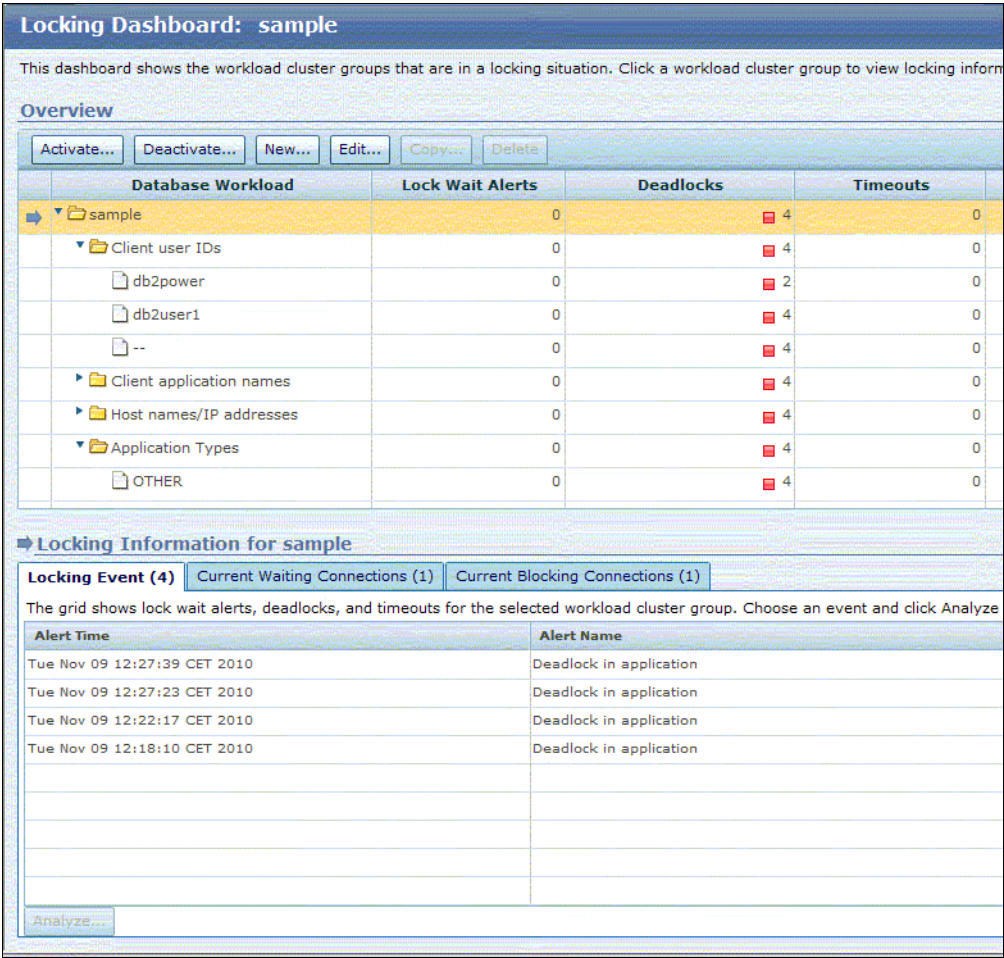 Locking Dashboard: sample
This dashboard shows the workload cluster groups that are in a locking situation. Click a workload cluster group to view locking inform
Overview
Activate... Deactivate... New... Edit... Copy... Delete
Database Workload Lock Wait Alerts Deadlocks Timeouts
sample 0 4 0
Client user IDs 0 4 0
db2power 0 2 0
db2user1 0 4 0
-- 0 4 0
Client application names 0 4 0
Host names/IP addresses 0 4 0
Application Types 0 4 0
OTHER 0 4 0
Locking Information for sample
Locking Event (4) Current Waiting Connections (1) Current Blocking Connections (1)
The grid shows lock wait alerts, deadlocks, and timeouts for the selected workload cluster group. Choose an event and click Analyze
Alert Time Alert Name
Tue Nov 09 12:27:39 CET 2010 Deadlock in application
Tue Nov 09 12:27:23 CET 2010 Deadlock in application
Tue Nov 09 12:22:17 CET 2010 Deadlock in application
Tue Nov 09 12:18:10 CET 2010 Deadlock in application
Analyze...